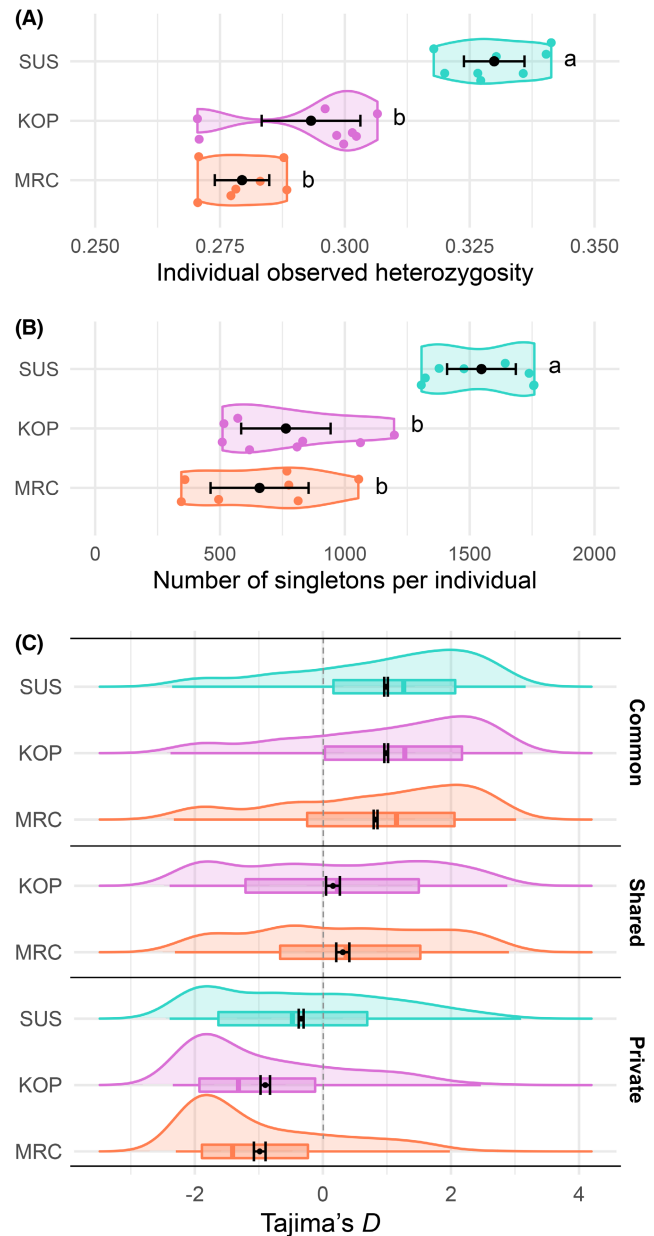 (A)
SUS
a
KOP
b
MRC
b
0.250 0.275 0.300 0.325 0.350
Individual observed heterozygosity
(B)
SUS
a
KOP
b
MRC
b
0 500 1000 1500 2000
Number of singletons per individual
(C)
SUS
KOP
MRC
Common
KOP
MRC
Shared
SUS
KOP
MRC
Private
-2 0 2 4
Tajima's D